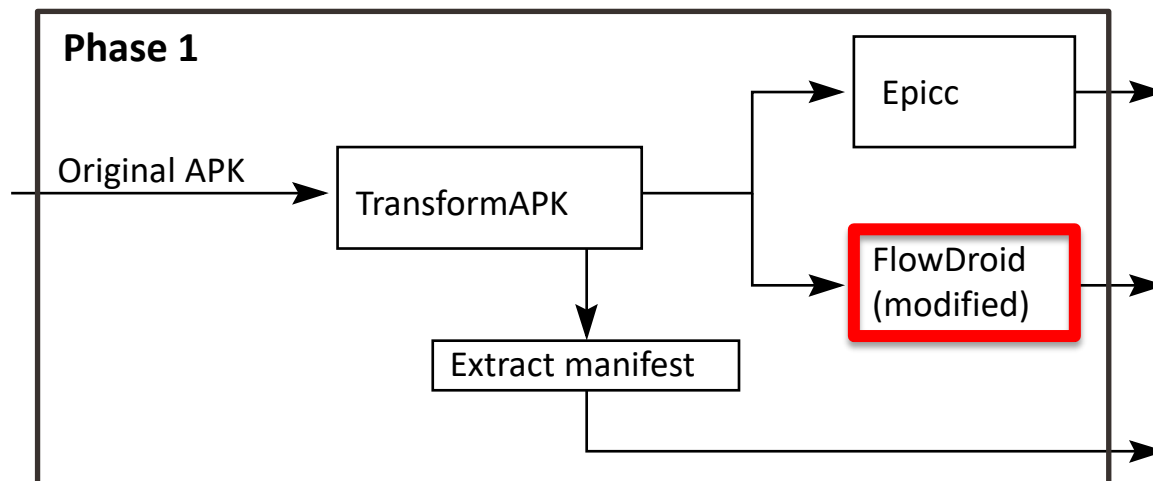 Phase 1
Epicc
Original APK
TransformAPK
FlowDroid
(modified)
Extract manifest